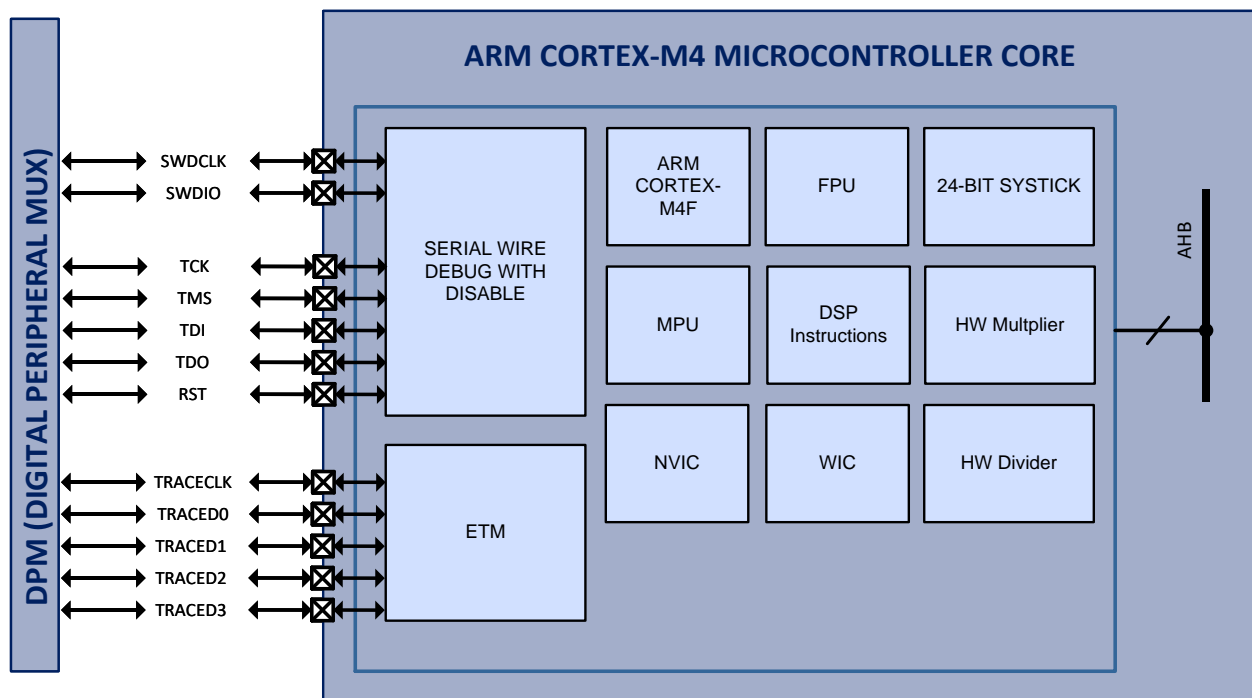 ARM CORTEX-M4 MICROCONTROLLER CORE
DPM (DIGITAL PERIPHERAL MUX)
SWDCLK
SWDIO
TCK
TMS
TDI
TDO
RST
TRACECLK
TRACED0
TRACED1
TRACED2
TRACED3
SERIAL WIRE
DEBUG WITH
DISABLE
ETM
ARM
CORTEX-
M4F
FPU
24-BIT SYSTICK
MPU
DSP
Instructions
HW Multplier
NVIC
WIC
HW Divider
AHB